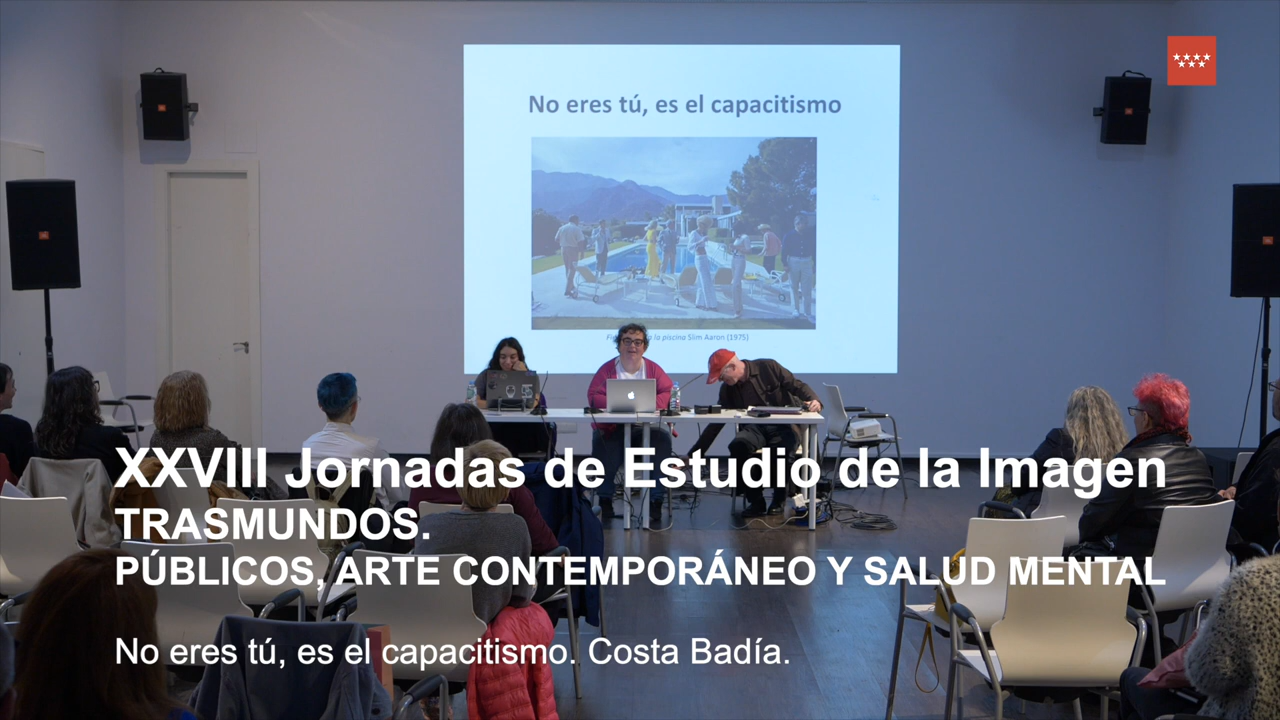 No eres tú, es el capacitismo
la piscina Slim Aaron (1975)
XXVIII Jornadas de Estudio de la Imagen
TRASMUNDOS.
PÚBLICOS, ARTE CONTEMPORÁNEO Y SALUD MENTAL
No eres tú, es el capacitismo. Costa Badía.